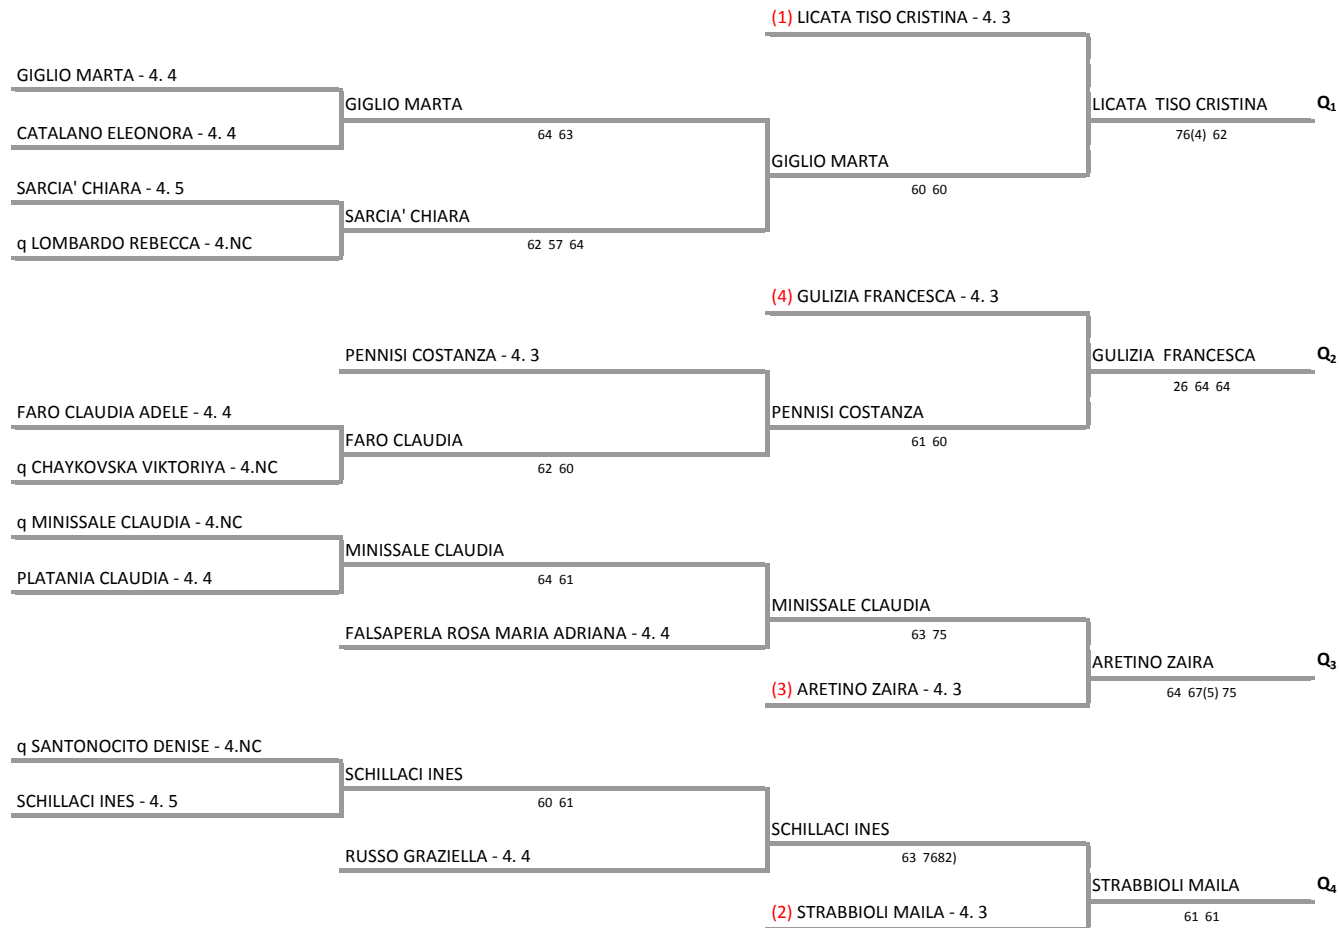 (1) LICATA TISO CRISTINA - 4. 3
GIGLIO MARTA - 4. 4
GIGLIO MARTA
LICATA  TISO CRISTINA
Q1
CATALANO ELEONORA - 4. 4
64  63
76(4)  62
GIGLIO MARTA
SARCIA' CHIARA - 4. 5
60  60
SARCIA' CHIARA
q LOMBARDO REBECCA - 4.NC
62  57  64
(4) GULIZIA FRANCESCA - 4. 3
PENNISI COSTANZA - 4. 3
GULIZIA  FRANCESCA
Q2
26  64  64
FARO CLAUDIA ADELE - 4. 4
PENNISI COSTANZA
FARO CLAUDIA
61  60
q CHAYKOVSKA VIKTORIYA - 4.NC
62  60
q MINISSALE CLAUDIA - 4.NC
MINISSALE CLAUDIA
PLATANIA CLAUDIA - 4. 4
64  61
MINISSALE CLAUDIA
FALSAPERLA ROSA MARIA ADRIANA - 4. 4
63  75
ARETINO ZAIRA
Q3
(3) ARETINO ZAIRA - 4. 3
64  67(5) 75
q SANTONOCITO DENISE - 4.NC
SCHILLACI INES
SCHILLACI INES - 4. 5
60  61
SCHILLACI INES
RUSSO GRAZIELLA - 4. 4
63  7682)
STRABBIOLI MAILA
Q4
(2) STRABBIOLI MAILA - 4. 3
61  61